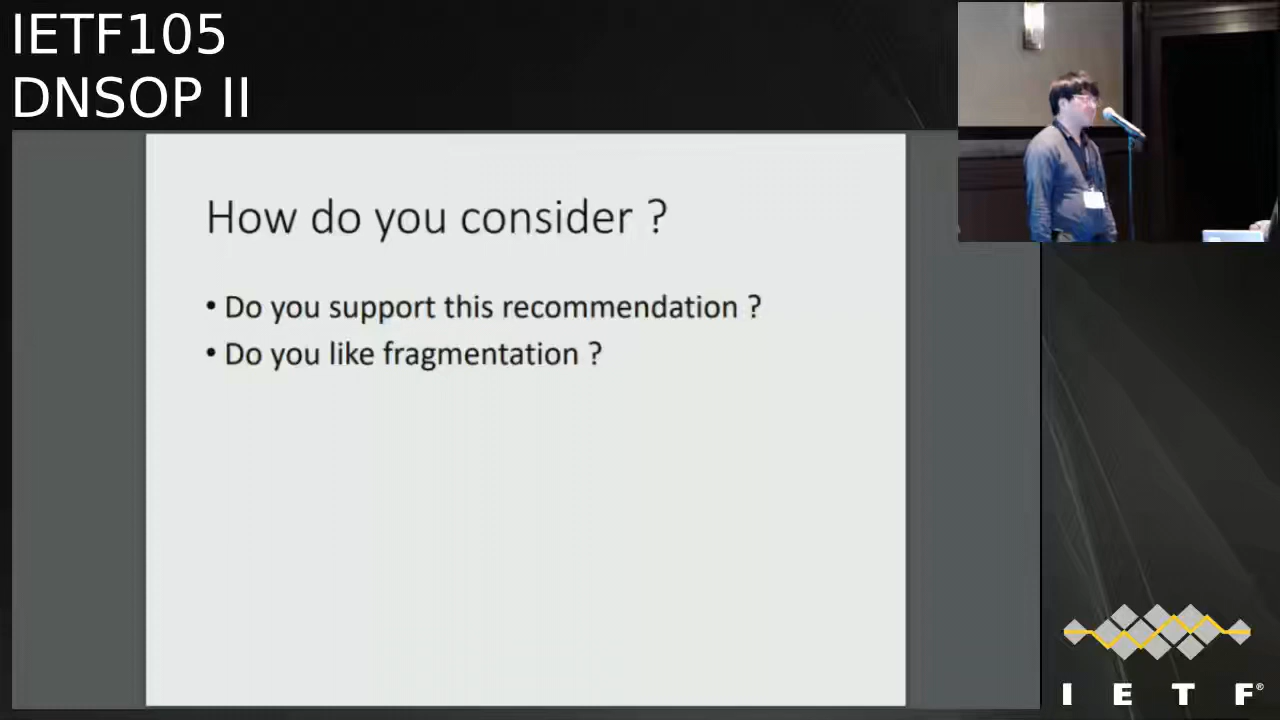 IETF105
DNSOP II
How do you consider ?
• Do you support this recommendation ?
• Do you like fragmentation ?
I E T F®